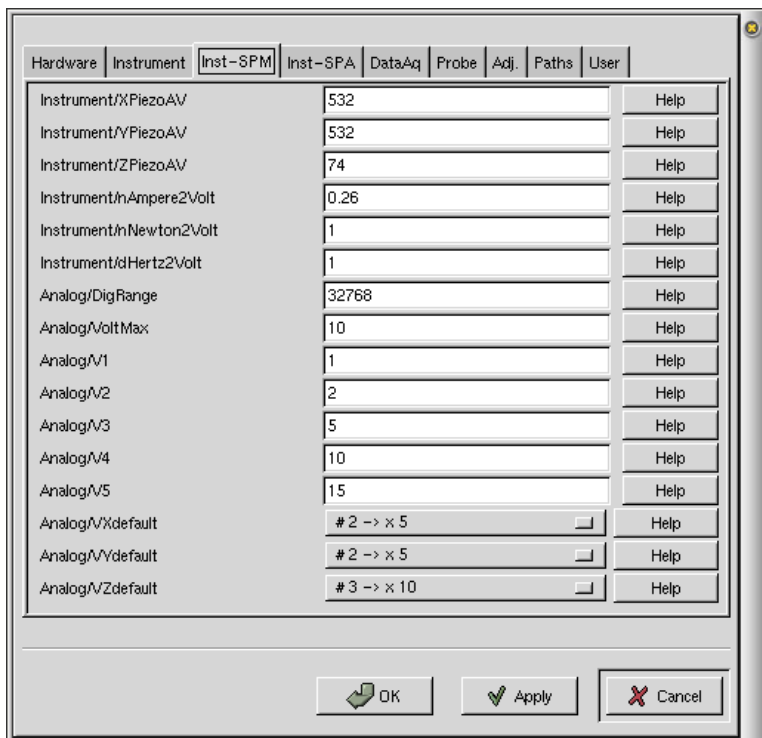 Hardware Instrument Inst-SPM Inst-SPA DataAq Probe Adj. Paths User
Instrument/XPiezoAV 532 Help
Instrument/YPiezoAV 532 Help
Instrument/ZPiezoAV 74 Help
Instrument/nAmpere2Volt 0.26 Help
Instrument/nNewton2Volt 1 Help
Instrument/dHertz2Volt 1 Help
Analog/DigRange 32768 Help
Analog/VoltMax 10 Help
Analog/V1 1 Help
Analog/V2 2 Help
Analog/V3 5 Help
Analog/V4 10 Help
Analog/V5 15 Help
Analog/VXdefault #2 -> x 5 Help
Analog/VYdefault #2 -> x 5 Help
Analog/VZdefault #3 -> x 10 Help
OK Apply Cancel